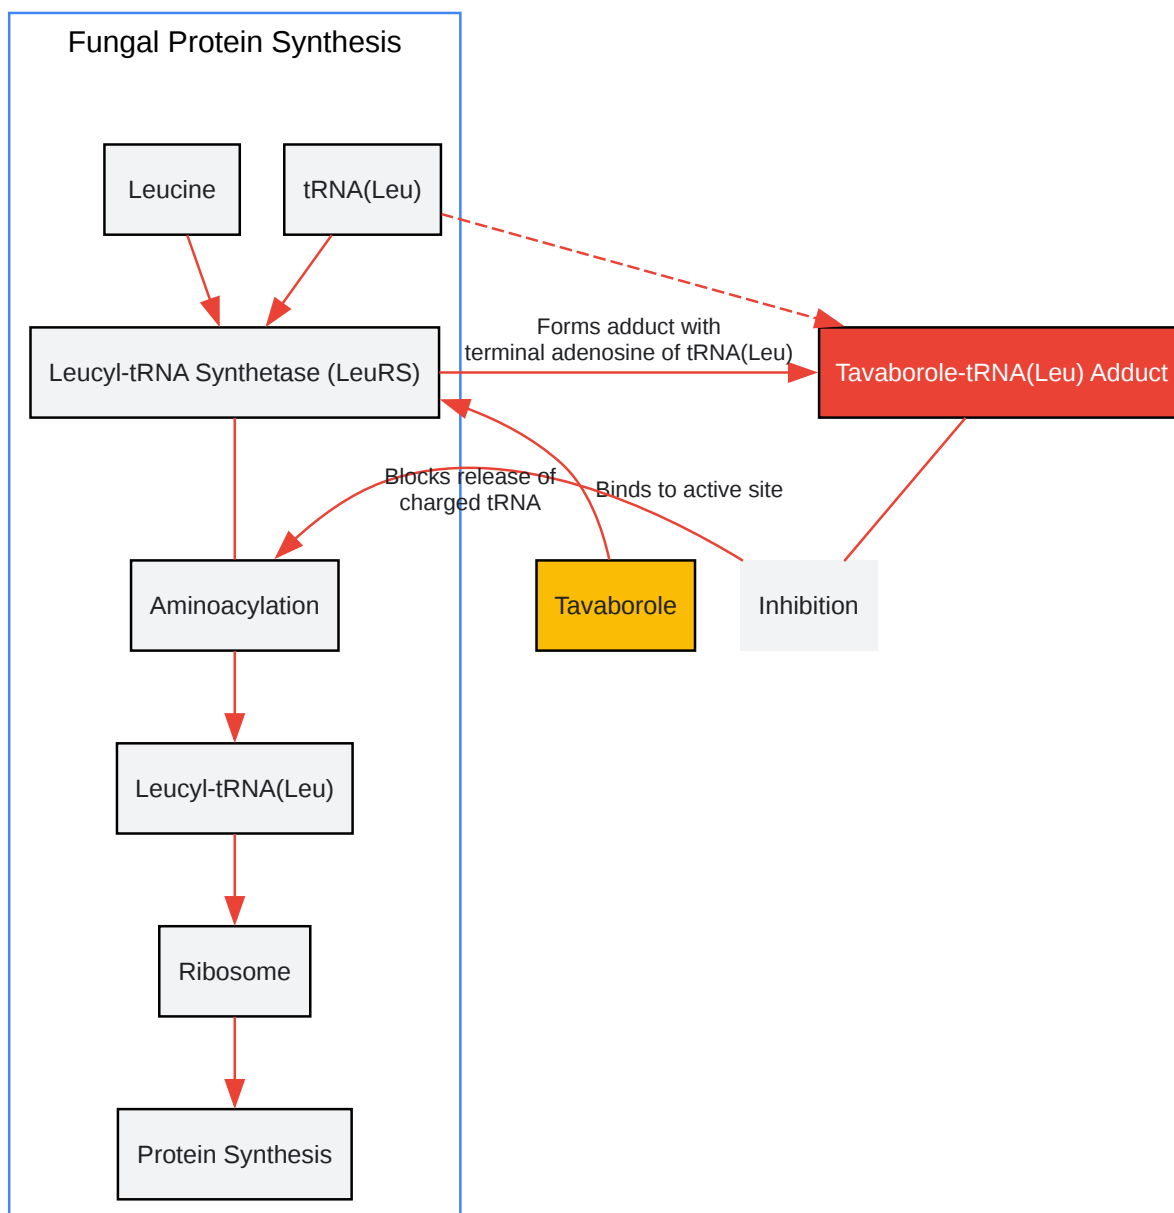 Fungal Protein Synthesis
Leucine
tRNA(Leu)
Forms adduct with
terminal adenosine of tRNA(Leu)
Leucyl-tRNA Synthetase (LeuRS)
Tavaborole-tRNA(Leu) Adduct
Blocks release of
charged tRNA
Binds to active site
Aminoacylation
Tavaborole
Inhibition
Leucyl-tRNA(Leu)
Ribosome
Protein Synthesis